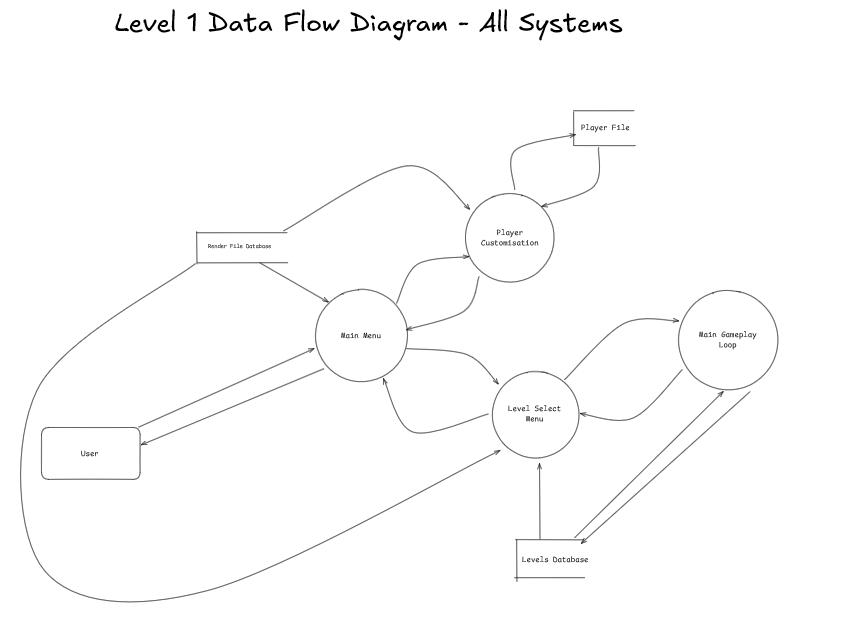 Level 1 Data Flow Diagram - All Systems
Player File
Player
Customisation
Render File Database
Main Menu
Main Gameplay
Loop
Level Select
Menu
User
Levels Database